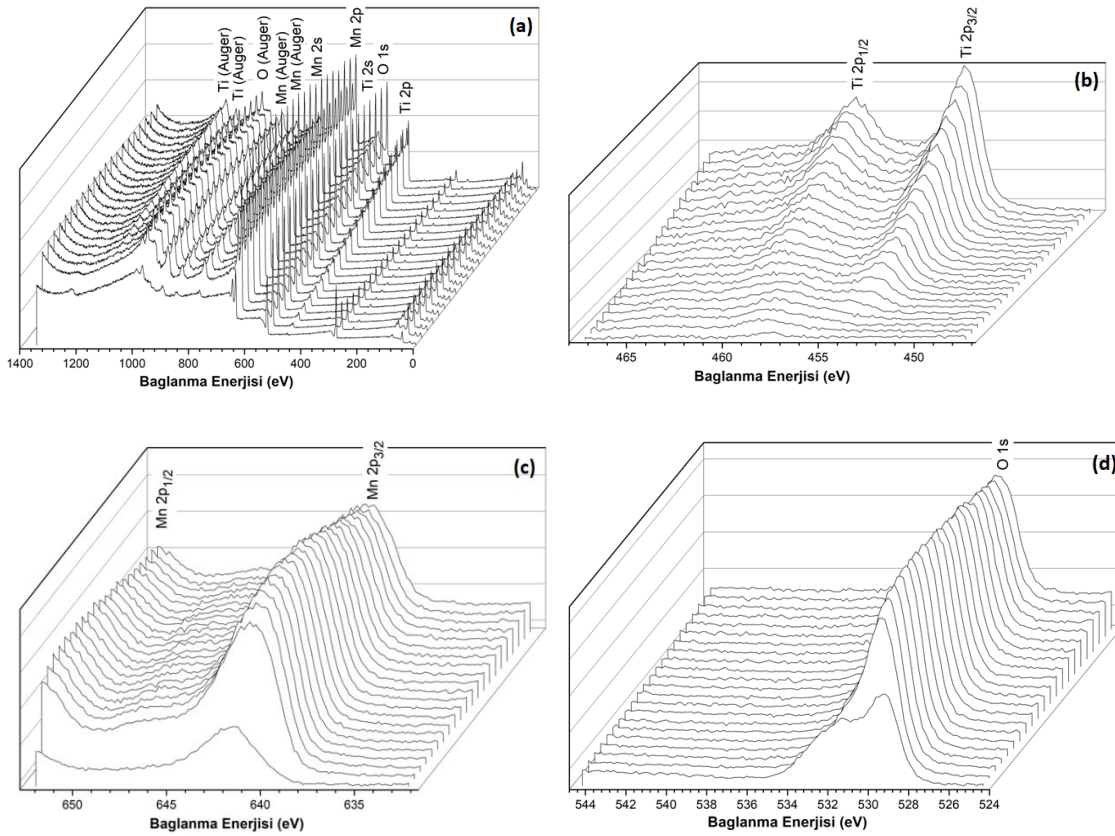 (a)
Ti (Auger)
Ti (Auger)
O (Auger)
Mn (Auger)
Mn (Auger)
Mn 2s
Mn 2p
Ti 2s
O 1s
Ti 2p
1400 1200 1000 800 600 400 200 0
Baglanma Enerjisi (eV)
(b)
Ti 2p1/2
Ti 2p3/2
465 460 455 450
Baglanma Enerjisi (eV)
(c)
Mn 2p1/2
Mn 2p3/2
650 645 640 635
Baglanma Enerjisi (eV)
(d)
O 1s
544 542 540 538 536 534 532 530 528 526 524
Baglanma Enerjisi (eV)